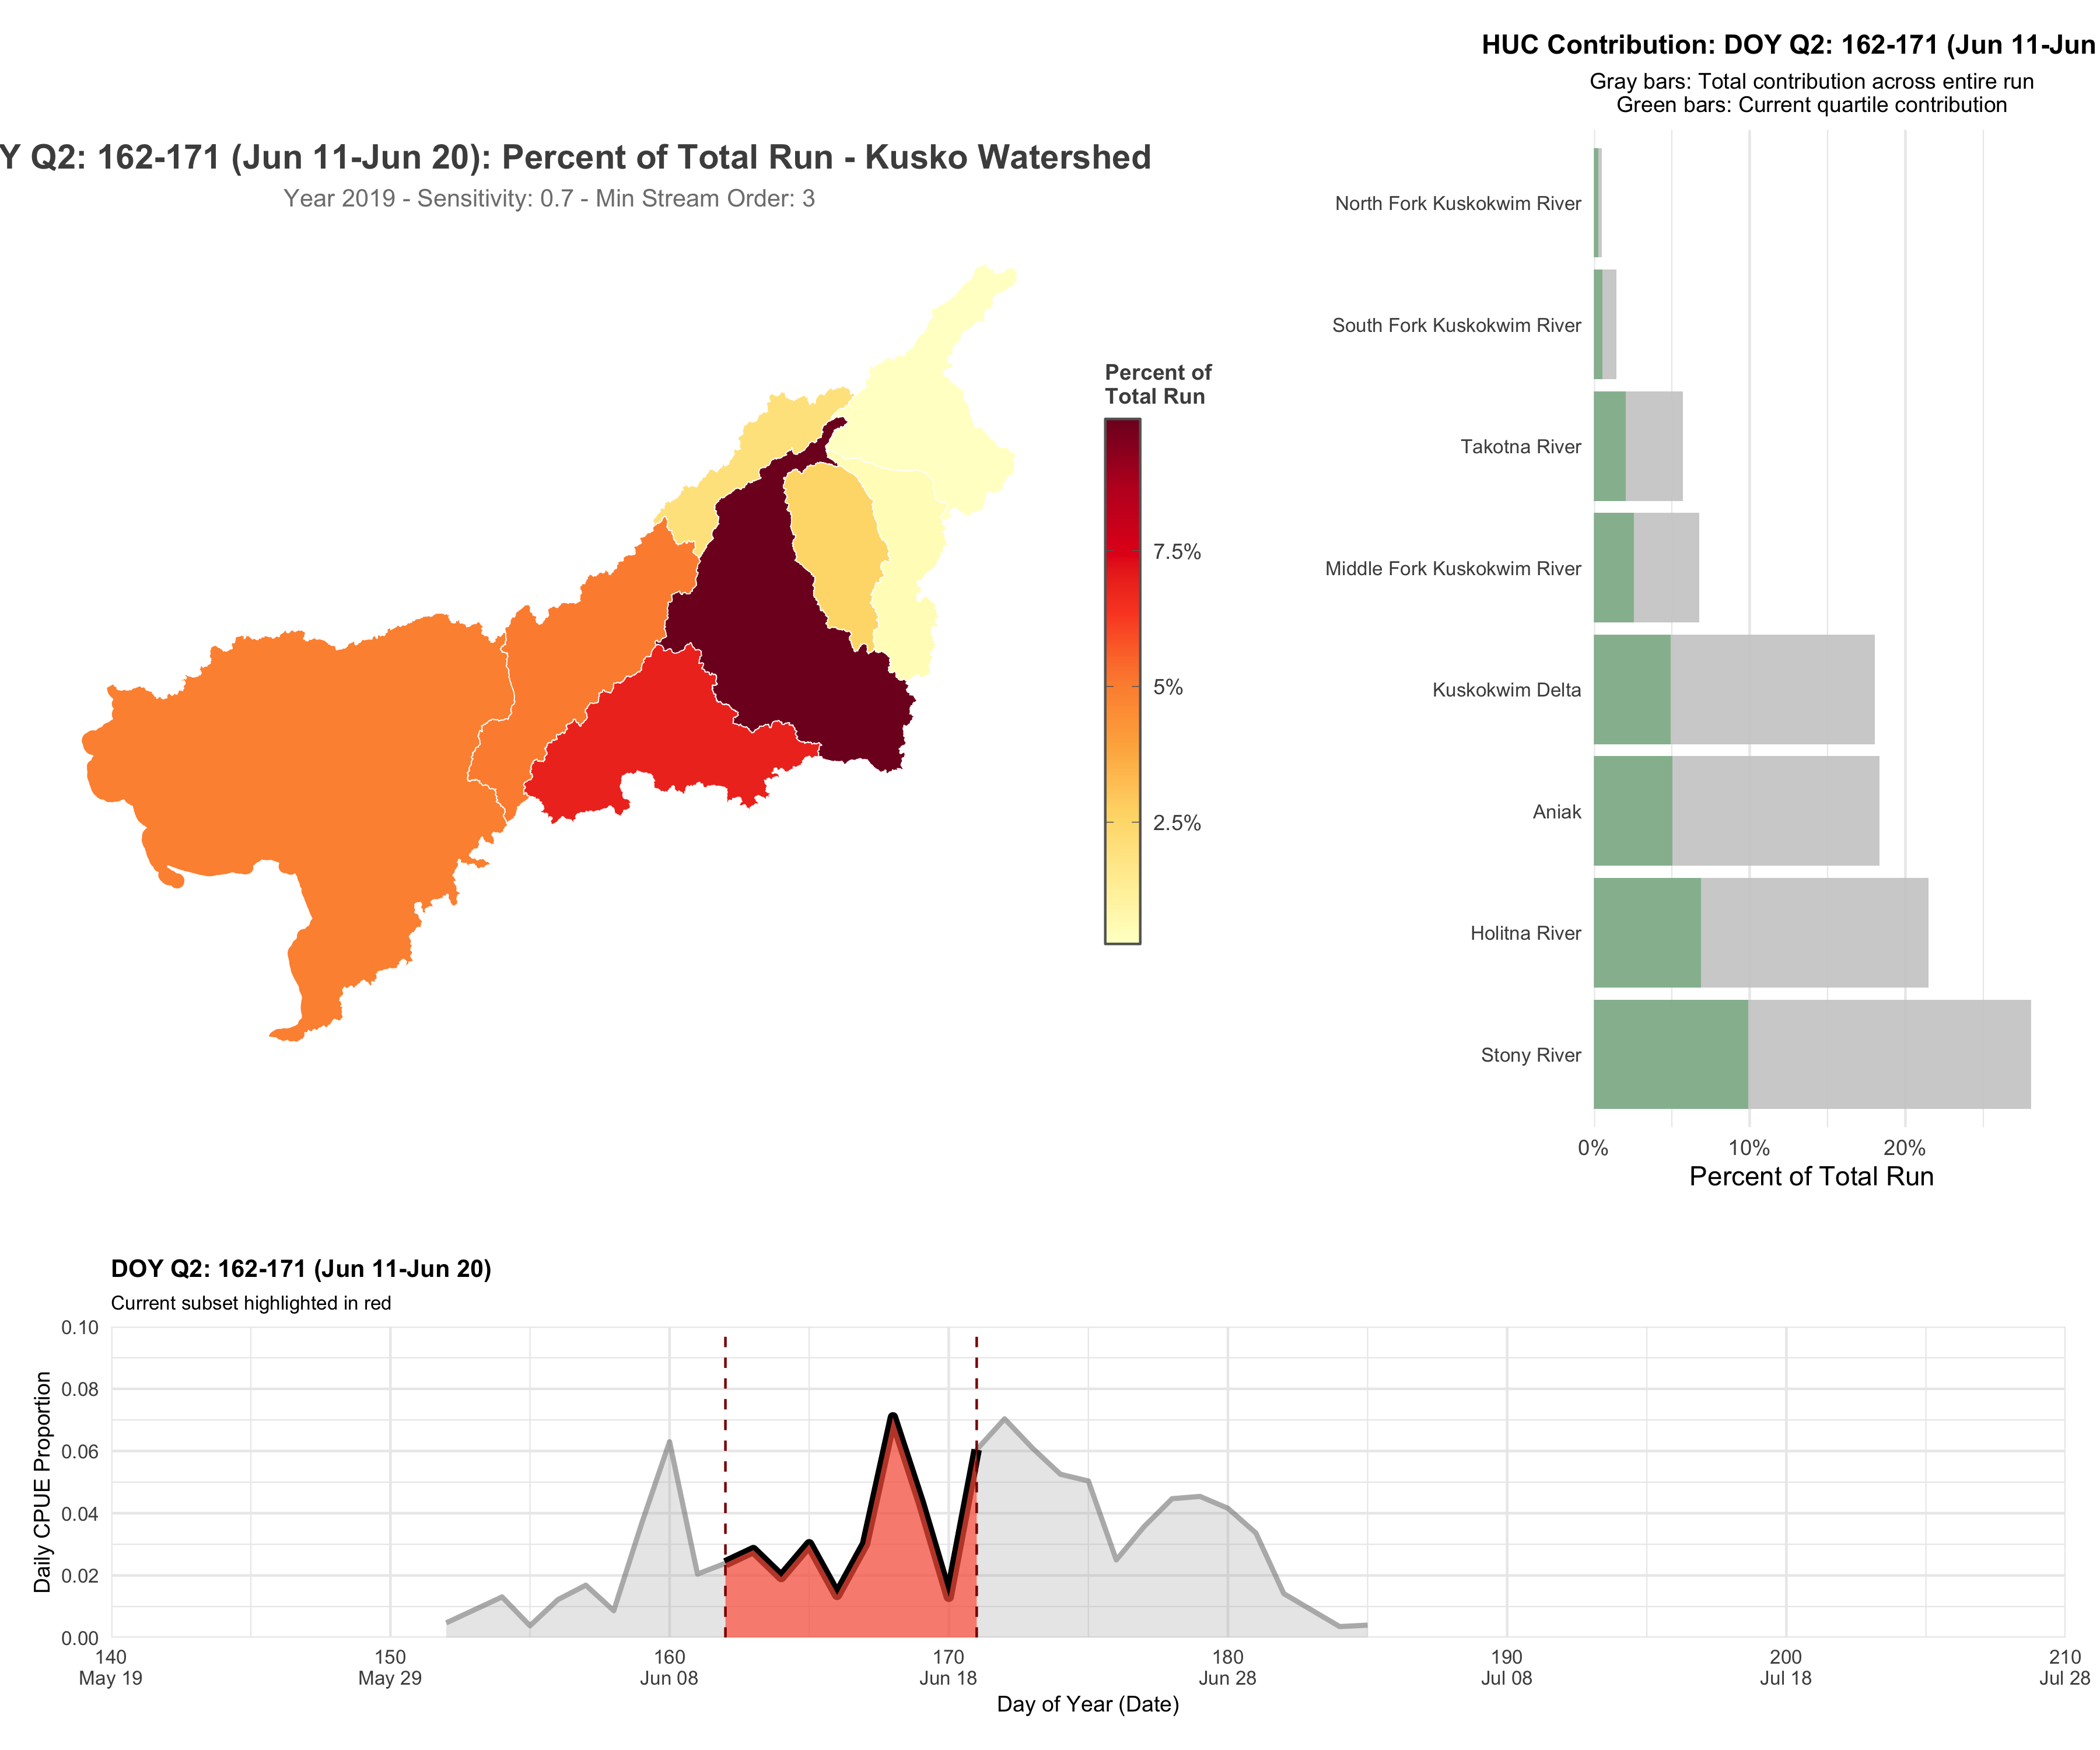 Y Q2: 162-171 (Jun 11-Jun 20): Percent of Total Run - Kusko Watershed
Year 2019 - Sensitivity: 0.7 - Min Stream Order: 3
Percent of
Total Run
7.5%
5%
2.5%
HUC Contribution: DOY Q2: 162-171 (Jun 11-Jun
Gray bars: Total contribution across entire run
Green bars: Current quartile contribution
North Fork Kuskokwim River
South Fork Kuskokwim River
Takotna River
Middle Fork Kuskokwim River
Kuskokwim Delta
Aniak
Holitna River
Stony River
0% 10% 20%
Percent of Total Run
DOY Q2: 162-171 (Jun 11-Jun 20)
Current subset highlighted in red
Daily CPUE Proportion
0.10
0.08
0.06
0.04
0.02
0.00
140 150 160 170 180 190 200 210
May 19 May 29 Jun 08 Jun 18 Jun 28 Jul 08 Jul 18 Jul 28
Day of Year (Date)